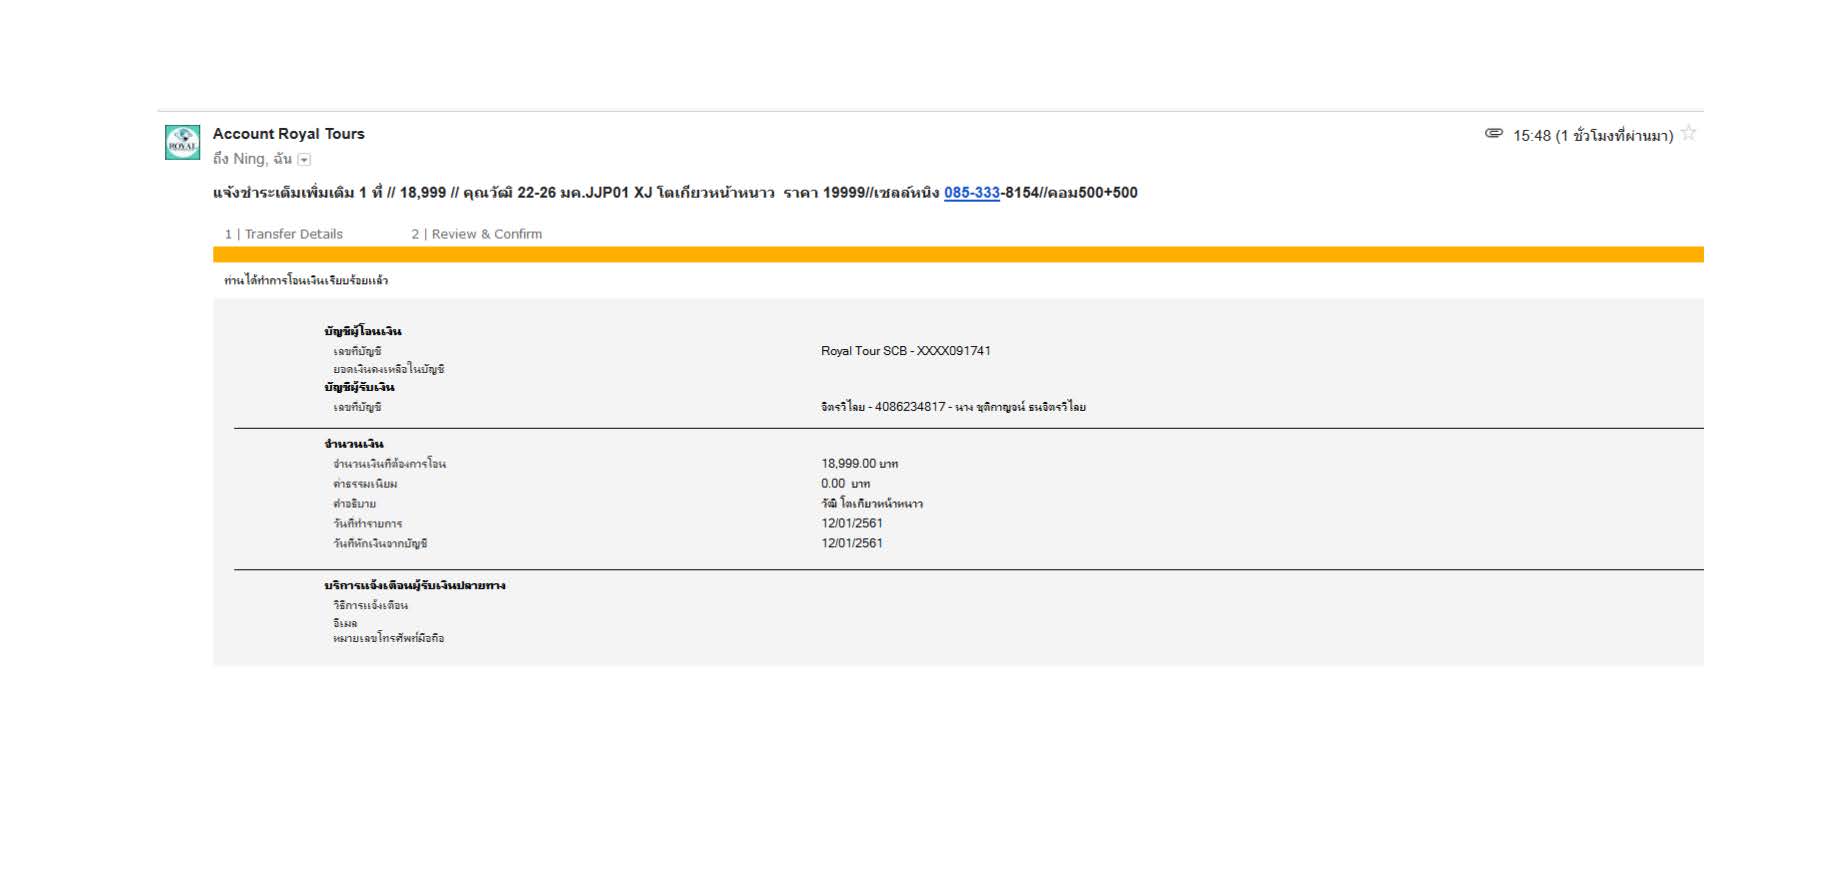 ROYAL
Account Royal Tours
15:48 (1 ชั่วโมงที่ผ่านมา)
ถึง Ning, ฉัน
แจ้งชำระเต็มเพิ่มเติม 1 ที่ // 18,999 // คุณวัฒิ 22-26 มค.JJP01 XJ โตเกียวหน้าหนาว ราคา 19999//เซลล์หนิง 085-333-8154//คอม500+500
1 | Transfer Details 2 | Review & Confirm
ท่านได้ทำการโอนเงินเรียบร้อยแล้ว
บัญชีผู้โอนเงิน
เลขที่บัญชี Royal Tour SCB - XXXX091741
ยอดเงินคงเหลือในบัญชี
บัญชีผู้รับเงิน
เลขที่บัญชี จิตรวิไลย - 4086234817 - นาง ชุติกาญจน์ ธนจิตรวิไลย
จำนวนเงิน
จำนวนเงินที่ต้องการโอน 18,999.00 บาท
ค่าธรรมเนียม 0.00 บาท
คำอธิบาย วัฒิ โตเกียวหน้าหนาว
วันที่ทำรายการ 12/01/2561
วันที่หักเงินจากบัญชี 12/01/2561
บริการแจ้งเตือนผู้รับเงินปลายทาง
วิธีการแจ้งเตือน
อีเมล
หมายเลขโทรศัพท์มือถือ